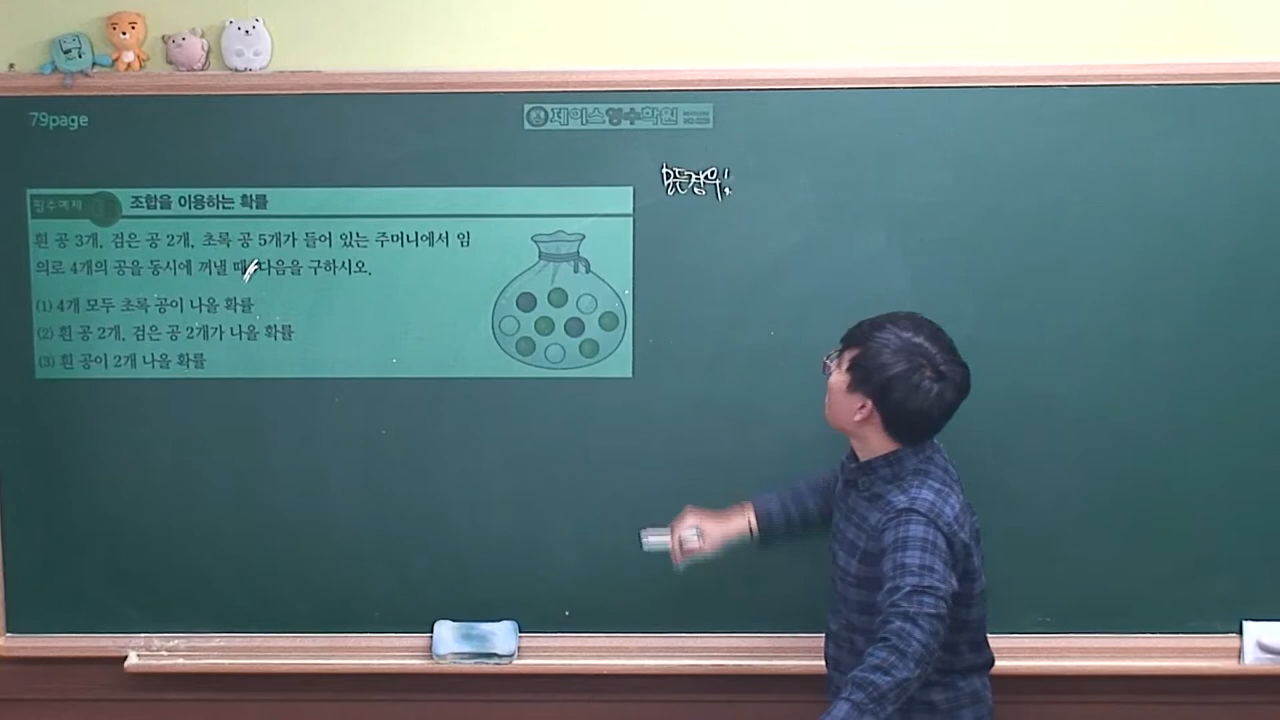 79page
제이스영수학원
모든경우!
필수예제
조합을 이용하는 확률
흰 공 3개, 검은 공 2개, 초록 공 5개가 들어 있는 주머니에서 임
의로 4개의 공을 동시에 꺼낼 때, 다음을 구하시오.
(1) 4개 모두 초록 공이 나올 확률
(2) 흰 공 2개, 검은 공 2개가 나올 확률
(3) 흰 공이 2개 나올 확률